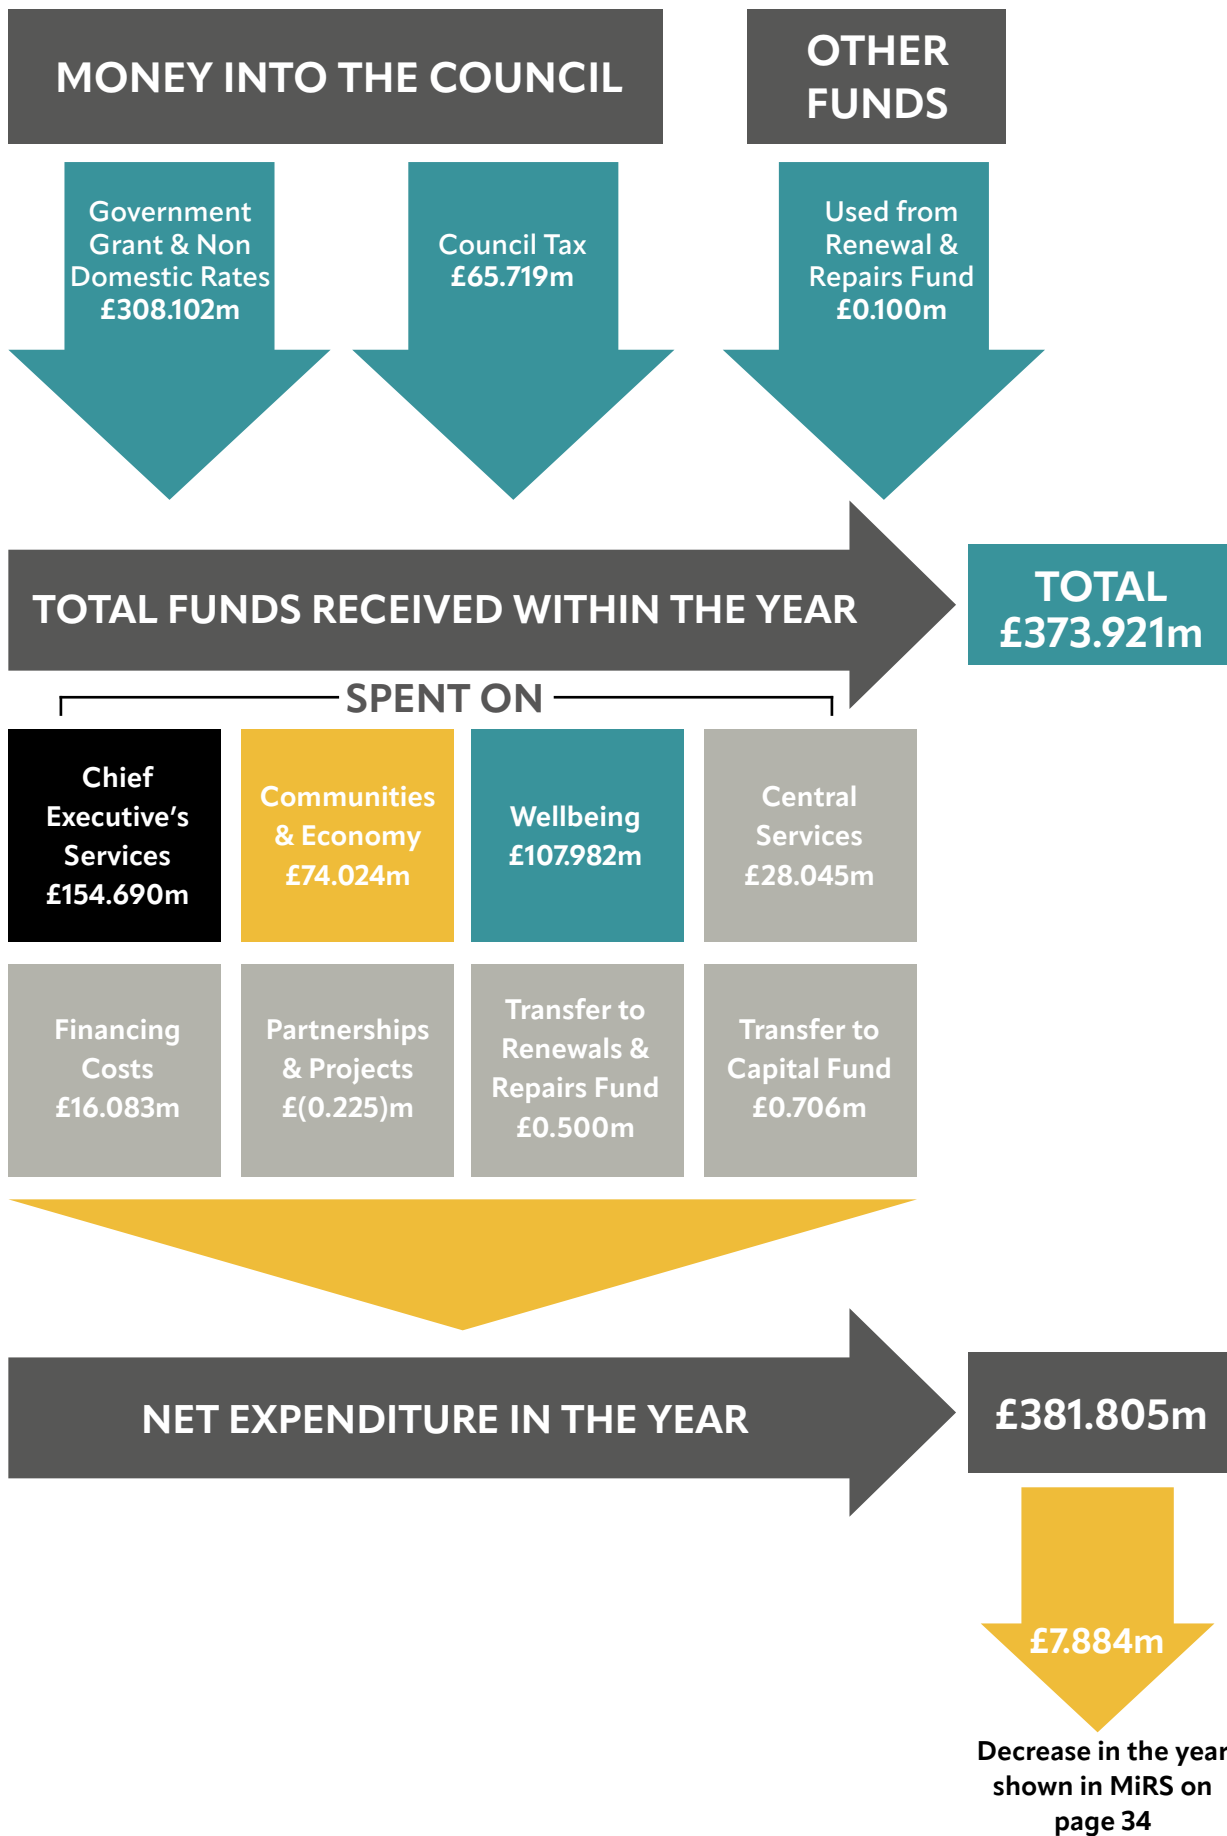 MONEY INTO THE COUNCIL
OTHER
FUNDS
Government
Grant & Non
Domestic Rates
£308.102m
Council Tax
£65.719m
Used from
Renewal &
Repairs Fund
£0.100m
TOTAL FUNDS RECEIVED WITHIN THE YEAR
TOTAL
£373.921m
SPENT ON
Chief
Executive's
Services
£154.690m
Communities
& Economy
£74.024m
Wellbeing
£107.982m
Central
Services
£28.045m
Financing
Costs
£16.083m
Partnerships
& Projects
£(0.225)m
Transfer to
Renewals &
Repairs Fund
£0.500m
Transfer to
Capital Fund
£0.706m
NET EXPENDITURE IN THE YEAR
£381.805m
£7.884m
Decrease in the year
shown in MiRS on
page 34